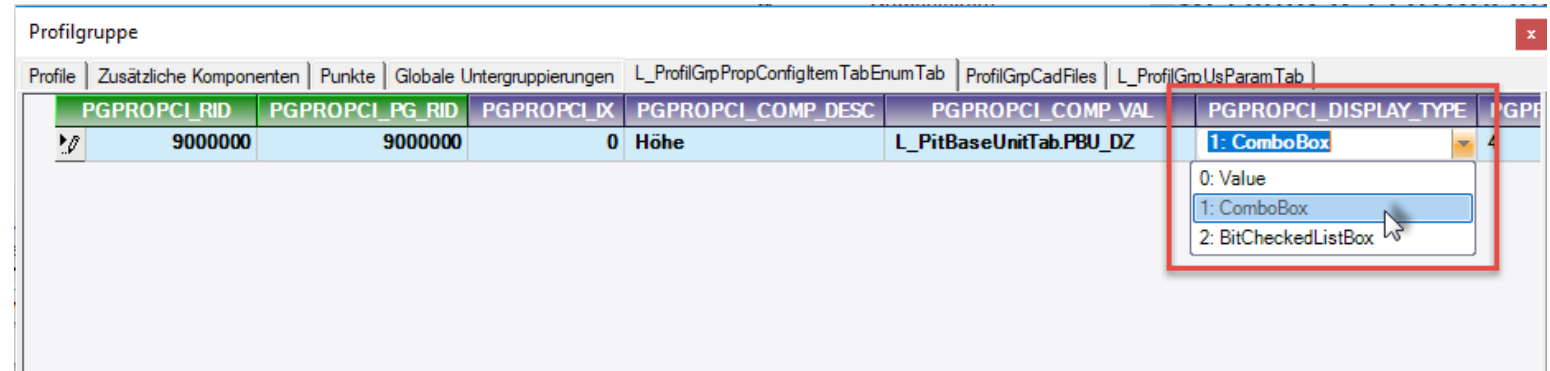 Profilgruppe x
Profile Zusätzliche Komponenten Punkte Globale Untergruppierungen L_ProfilGrpPropConfigItemTabEnumTab ProfilGrpCadFiles L_ProfilGrpUsParamTab
PGPROPCI_RID PGPROPCI_PG_RID PGPROPCI_IX PGPROPCI_COMP_DESC PGPROPCI_COMP_VAL PGPROPCI_DISPLAY_TYPE
9000000 9000000 0 Höhe L_PitBaseUnitTab.PBU_DZ 1: ComboBox
0: Value
1: ComboBox
2: BitCheckedListBox